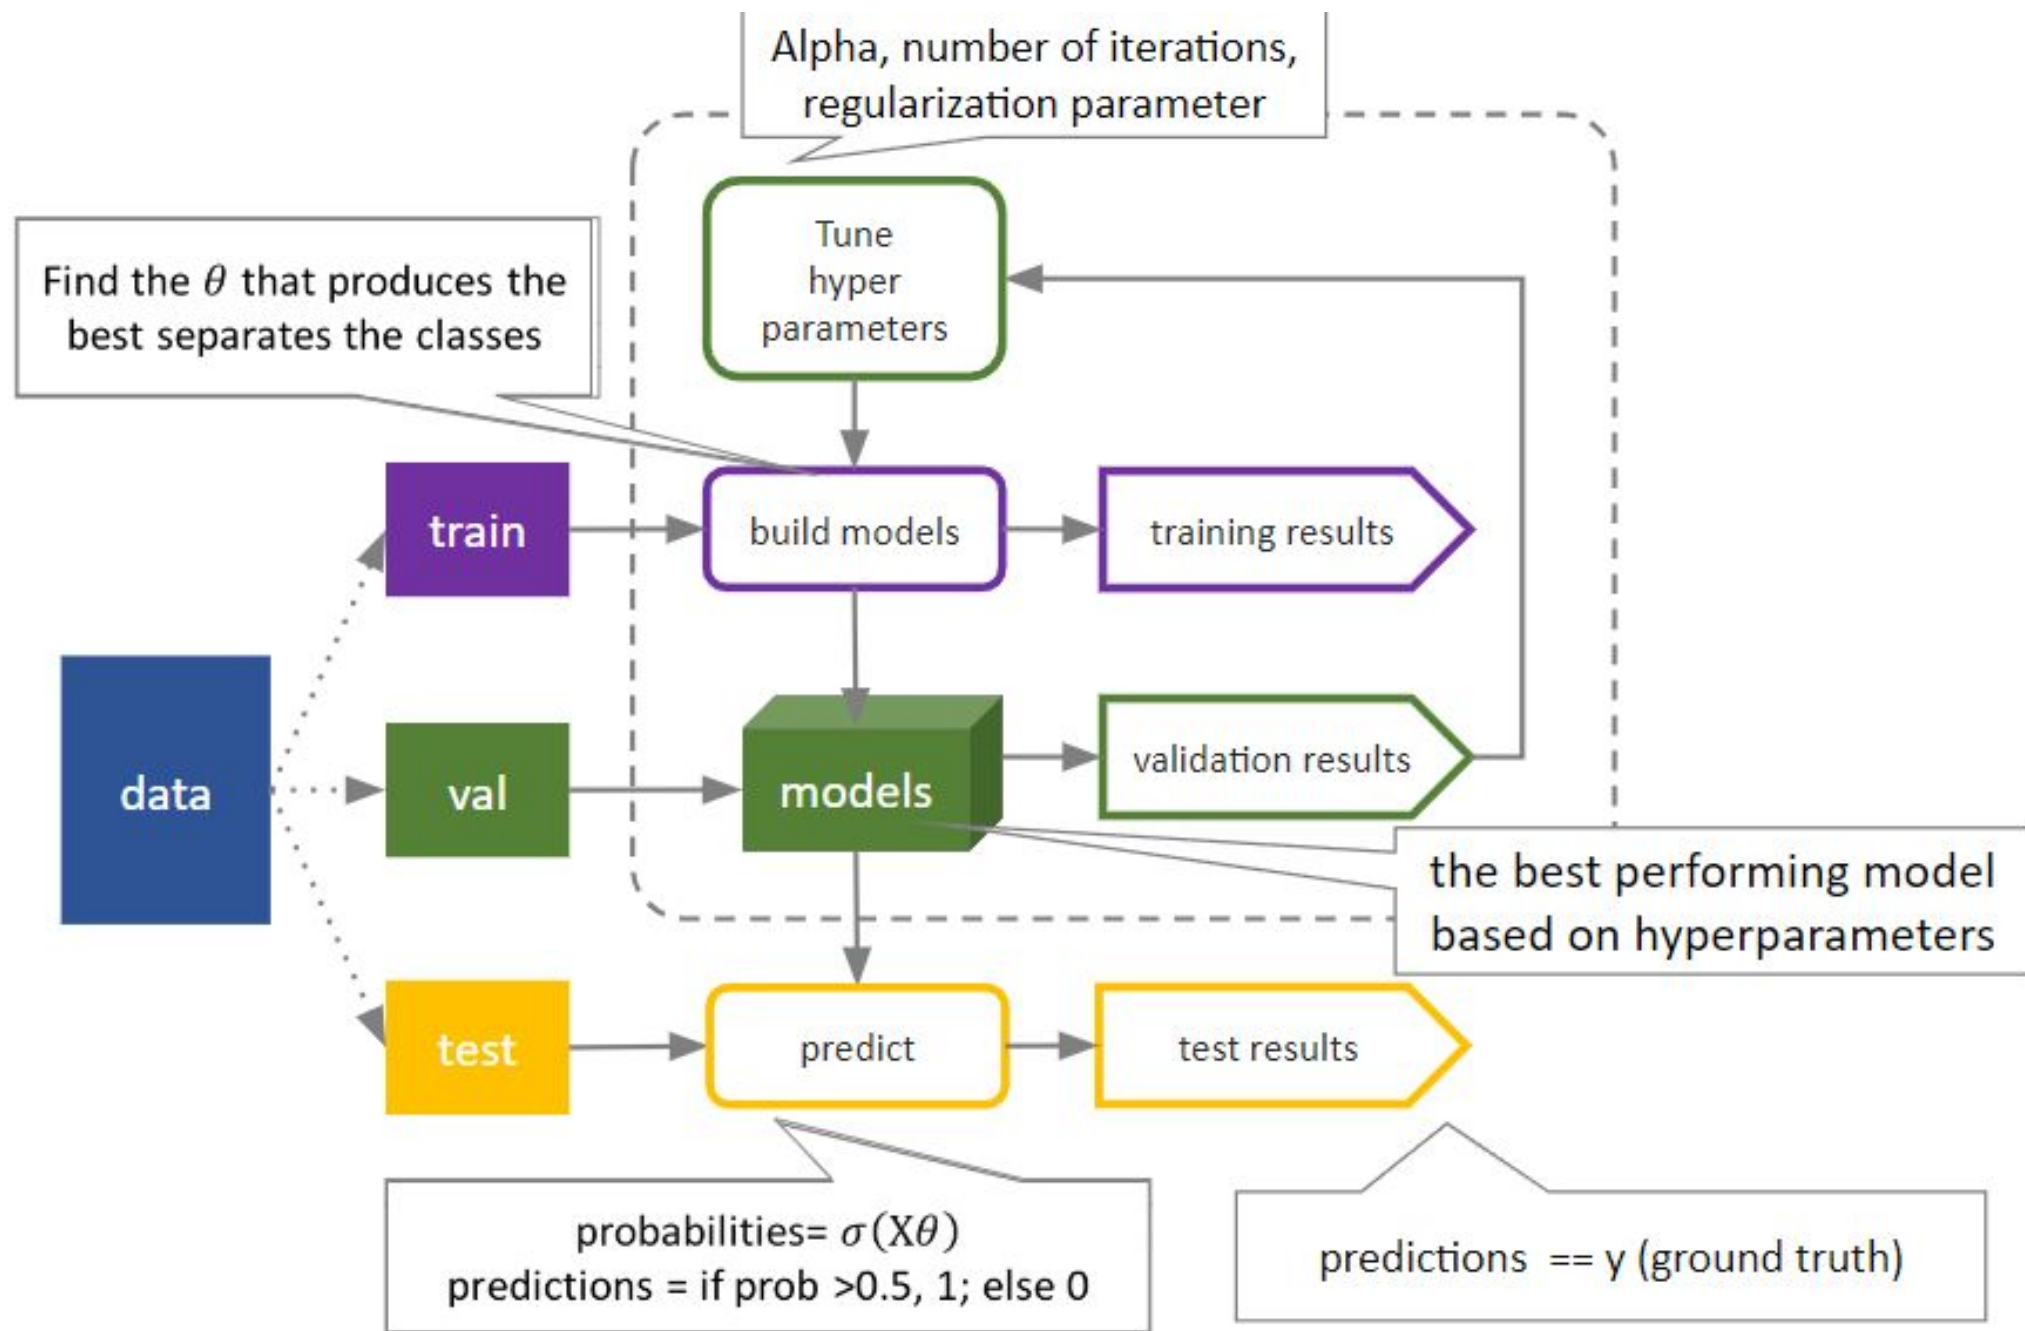 Alpha, number of iterations,
regularization parameter
Tune
hyper
parameters
Find the θ that produces the
best separates the classes
train
build models
training results
data
val
models
validation results
the best performing model
based on hyperparameters
test
predict
test results
probabilities= σ(Xθ)
predictions = if prob >0.5, 1; else 0
predictions == y (ground truth)